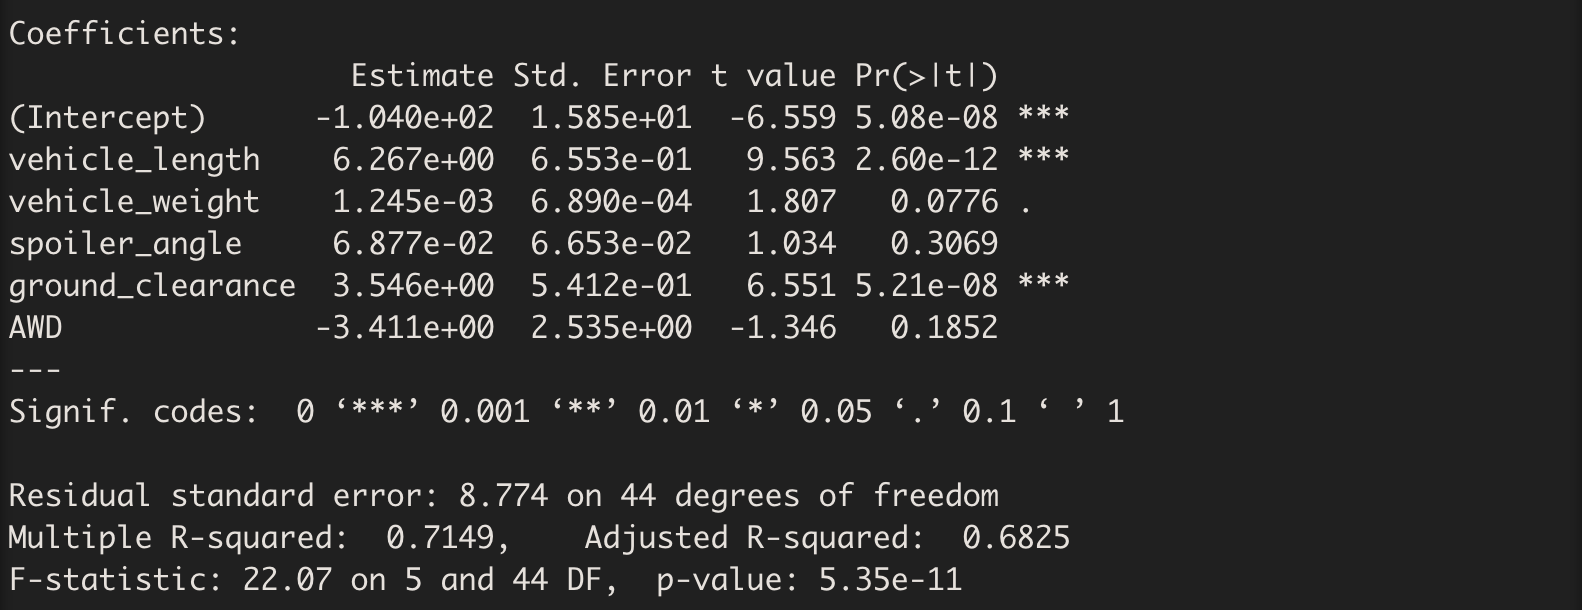 Coefficients:
                   Estimate Std. Error t value Pr(>|t|)
(Intercept)      -1.040e+02  1.585e+01  -6.559 5.08e-08 ***
vehicle_length    6.267e+00  6.553e-01   9.563 2.60e-12 ***
vehicle_weight    1.245e-03  6.890e-04   1.807   0.0776 .
spoiler_angle     6.877e-02  6.653e-02   1.034   0.3069
ground_clearance  3.546e+00  5.412e-01   6.551 5.21e-08 ***
AWD              -3.411e+00  2.535e+00  -1.346   0.1852
---
Signif. codes:  0 ‘***’ 0.001 ‘**’ 0.01 ‘*’ 0.05 ‘.’ 0.1 ‘ ’ 1

Residual standard error: 8.774 on 44 degrees of freedom
Multiple R-squared:  0.7149,    Adjusted R-squared:  0.6825
F-statistic: 22.07 on 5 and 44 DF,  p-value: 5.35e-11